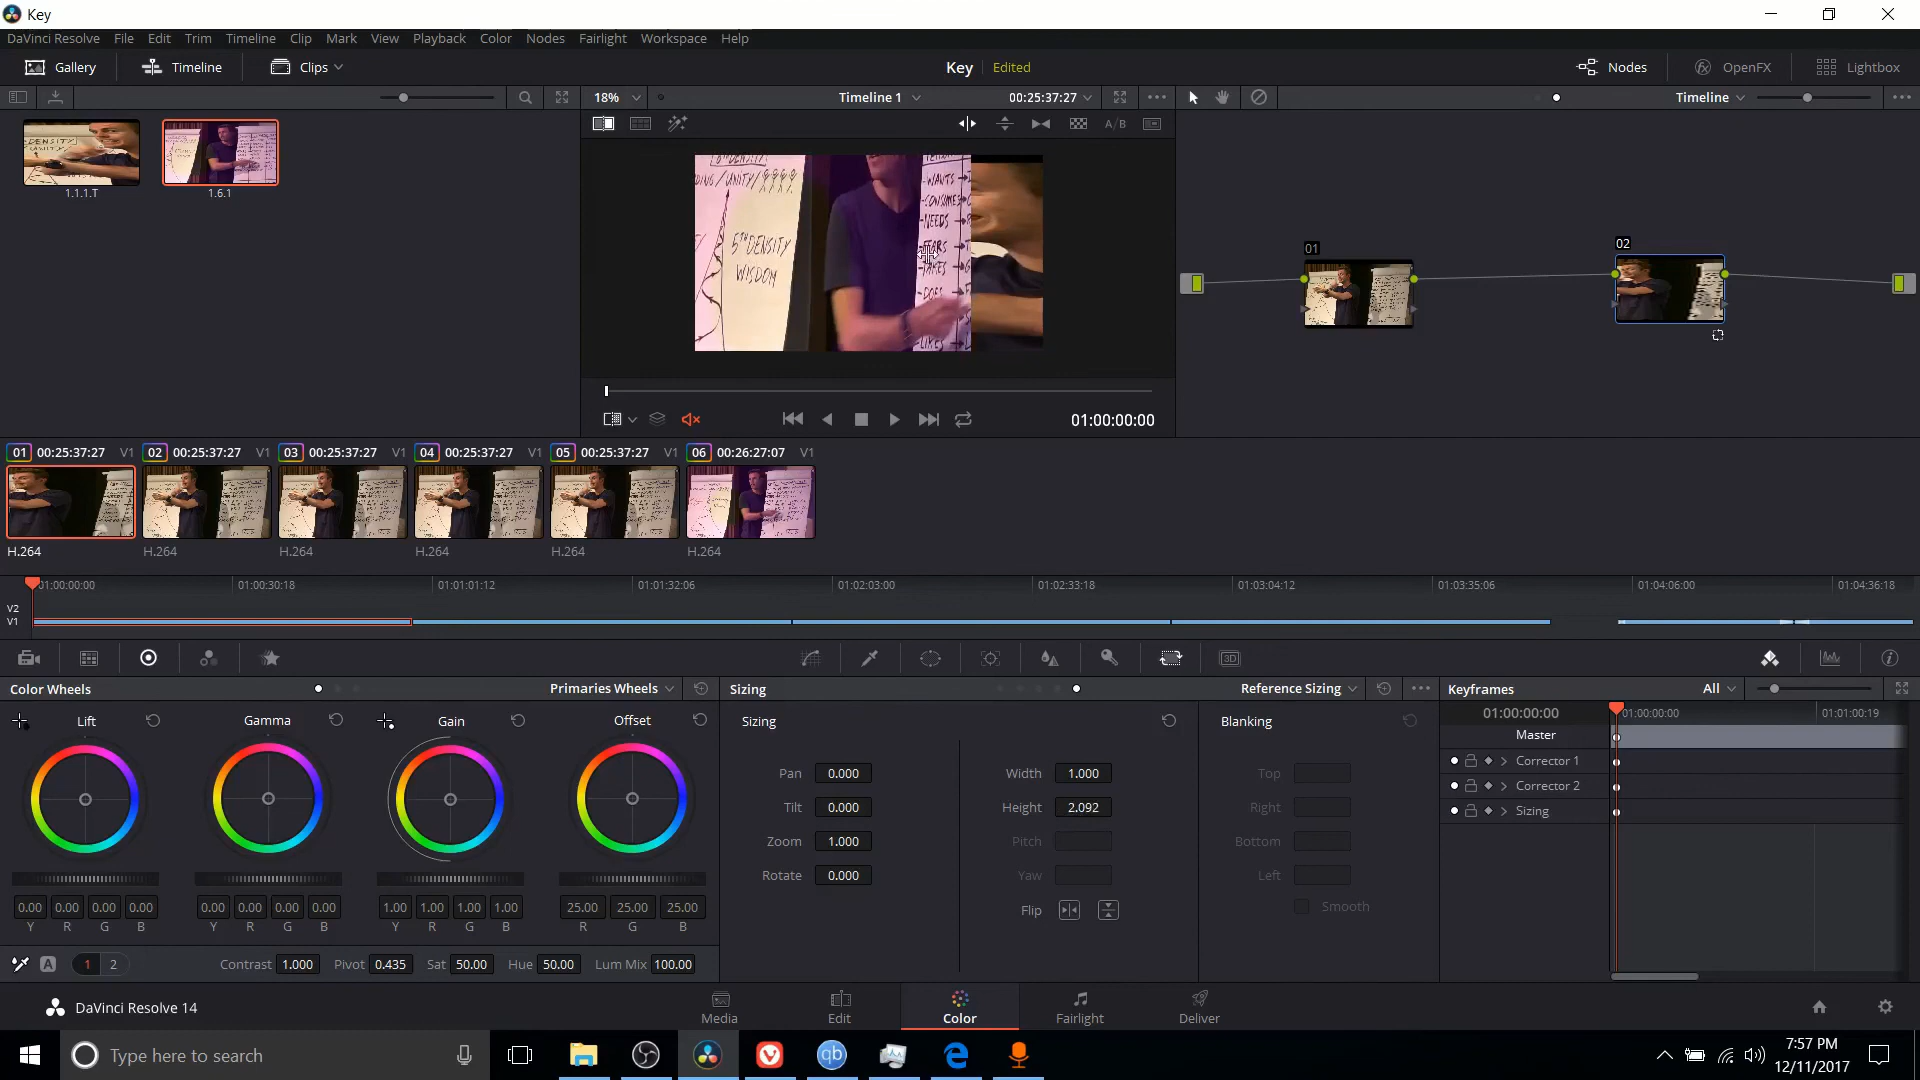 Key
DaVinci Resolve File Edit Trim Timeline Clip Mark View Playback Color Nodes Fairlight Workspace Help
Gallery Timeline Clips Key Edited Nodes OpenFX Lightbox
18% Timeline 1 00:25:37:27 Timeline
A/B
1.1.1.T 1.6.1
DENSITY
5TH DENSITY
WISDOM
-WANTS
-CONSUMES
-NEEDS
-FEARS
-TAKES
-DOES
-LIKES
01 02
01:00:00:00
01 00:25:37:27 V1 02 00:25:37:27 V1 03 00:25:37:27 V1 04 00:25:37:27 V1 05 00:25:37:27 V1 06 00:26:27:07 V1
H.264 H.264 H.264 H.264 H.264 H.264
01:00:00:00 01:00:30:18 01:01:01:12 01:01:32:06 01:02:03:00 01:02:33:18 01:03:04:12 01:03:35:06 01:04:06:00 01:04:36:18
V2
V1
3D
Color Wheels Primaries Wheels Sizing Reference Sizing Keyframes All
Lift Gamma Gain Offset Sizing Blanking 01:00:00:00 01:00:00:00 01:01:00:19
Master
Pan 0.000 Width 1.000 Top Corrector 1
Tilt 0.000 Height 2.092 Right Corrector 2
Zoom 1.000 Pitch Bottom Sizing
Rotate 0.000 Yaw Left
Flip Smooth
0.00 0.00 0.00 0.00 0.00 0.00 0.00 0.00 1.00 1.00 1.00 1.00 25.00 25.00 25.00
Y R G B Y R G B Y R G B R G B
A 1 2 Contrast 1.000 Pivot 0.435 Sat 50.00 Hue 50.00 Lum Mix 100.00
DaVinci Resolve 14 Media Edit Color Fairlight Deliver
Type here to search qb 7:57 PM
12/11/2017